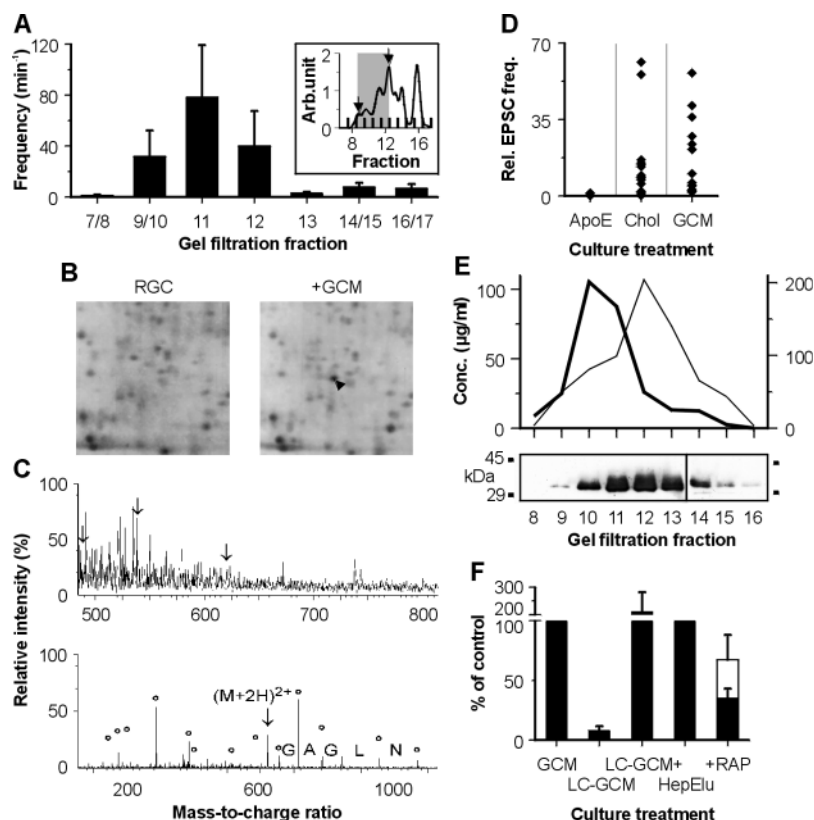 A
Frequency (min⁻¹)
120
80
40
0
7/8 9/10 11 12 13 14/15 16/17
Gel filtration fraction
Arb.unit
2
1
0
8 12 16
Fraction
B
RGC +GCM
C
Relative intensity (%)
100
50
0
500 600 700 800
100
50
0
(M+2H)²⁺
G A G L N
200 600 1000
Mass-to-charge ratio
D
Rel. EPSC freq.
70
35
0
ApoE Chol GCM
Culture treatment
E
Conc. (µg/ml)
100
50
0
200
100
0
45
kDa
29
8 9 10 11 12 13 14 15 16
Gel filtration fraction
F
% of control
300
200
100
50
0
GCM LC-GCM+ +RAP
LC-GCM HepElu
Culture treatment